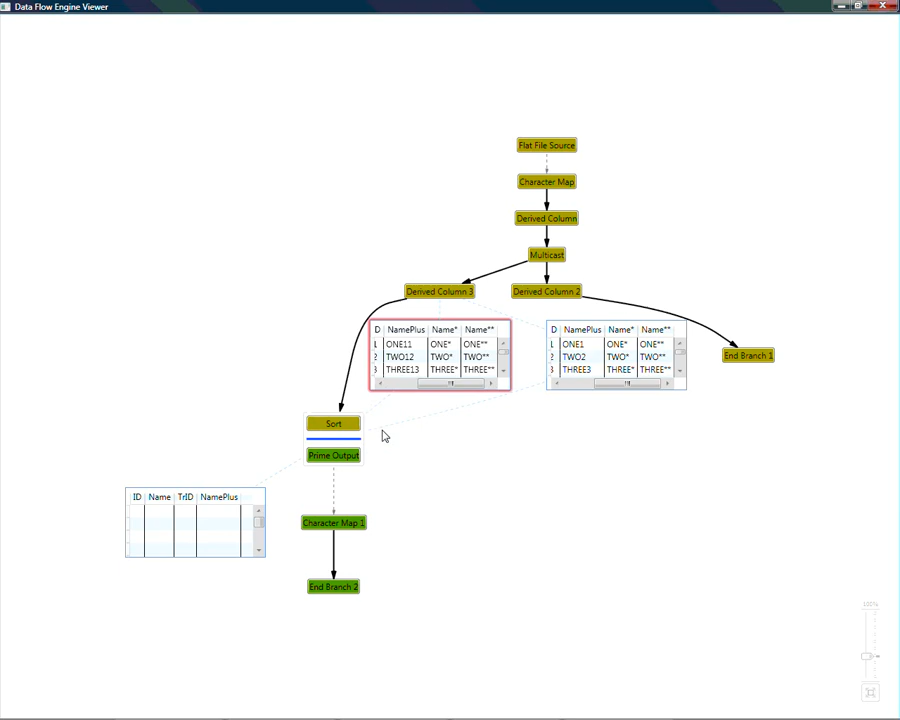 Data Flow Engine Viewer
Flat File Source
Character Map
Derived Column
Multicast
Derived Column 3
Derived Column 2
D NamePlus Name* Name**
1 ONE11 ONE* ONE**
2 TWO12 TWO* TWO**
3 THREE13 THREE* THREE**
D NamePlus Name* Name**
1 ONE1 ONE* ONE**
2 TWO2 TWO* TWO**
3 THREE3 THREE* THREE**
End Branch 1
Sort
Prime Output
ID Name TrID NamePlus
Character Map 1
End Branch 2
100%